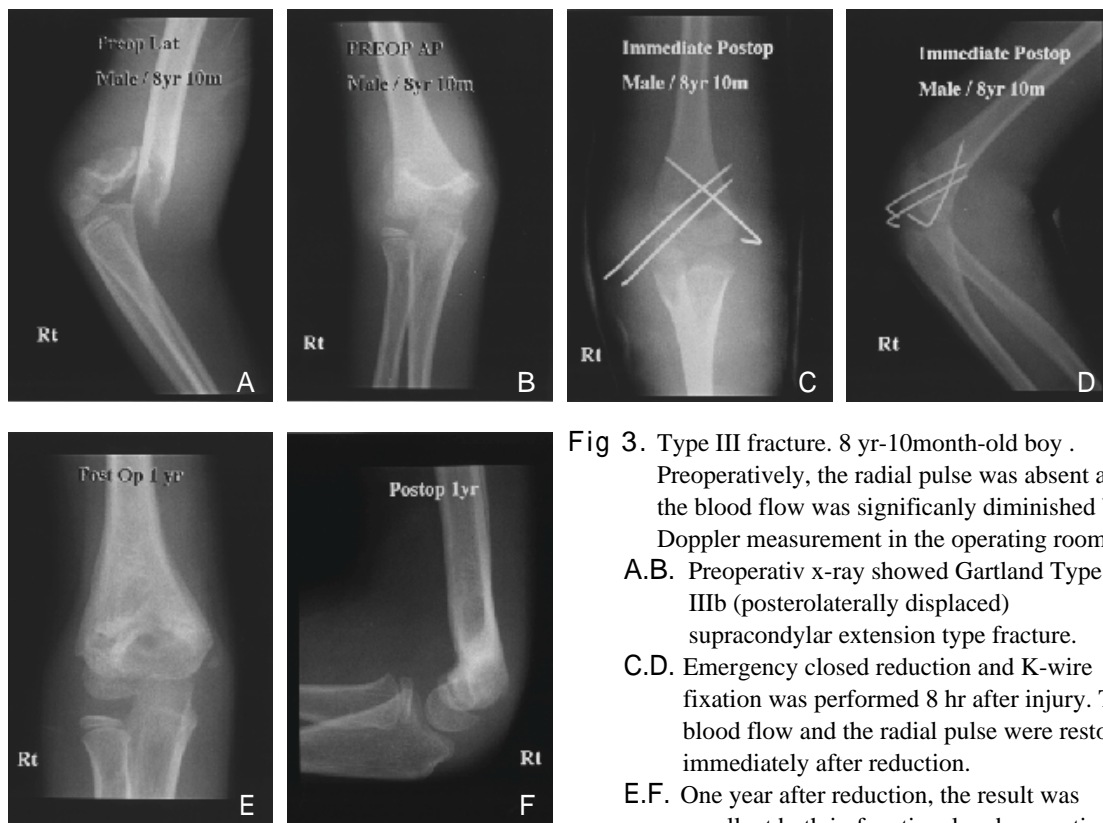 Preop Lat
Male / 8yr 10m
Rt
A
PREOP AP
Male / 8yr 10m
Rt
B
Immediate Postop
Male / 8yr 10m
Rt
C
Immediate Postop
Male / 8yr 10m
Rt
D
Post Op 1 yr
Rt
E
Postop 1yr
Rt
F
Fig 3. Type III fracture. 8 yr-10month-old boy .
Preoperatively, the radial pulse was absent a
the blood flow was significanly diminished
Doppler measurement in the operating room
A.B. Preoperativ x-ray showed Gartland Type
IIIb (posterolaterally displaced)
supracondylar extension type fracture.
C.D. Emergency closed reduction and K-wire
fixation was performed 8 hr after injury.
blood flow and the radial pulse were resto
immediately after reduction.
E.F. One year after reduction, the result was